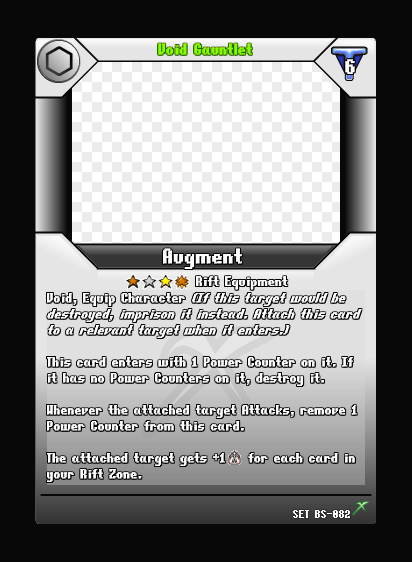 Void Gauntlet
6
Augment
Rift Equipment
Void, Equip Character (If this target would be
destroyed, imprison it instead. Attach this card
to a relevant target when it enters.)
This card enters with 1 Power Counter on it. If
it has no Power Counters on it, destroy it.
Whenever the attached target Attacks, remove 1
Power Counter from this card.
The attached target gets +1 for each card in
your Rift Zone.
SET BS-082